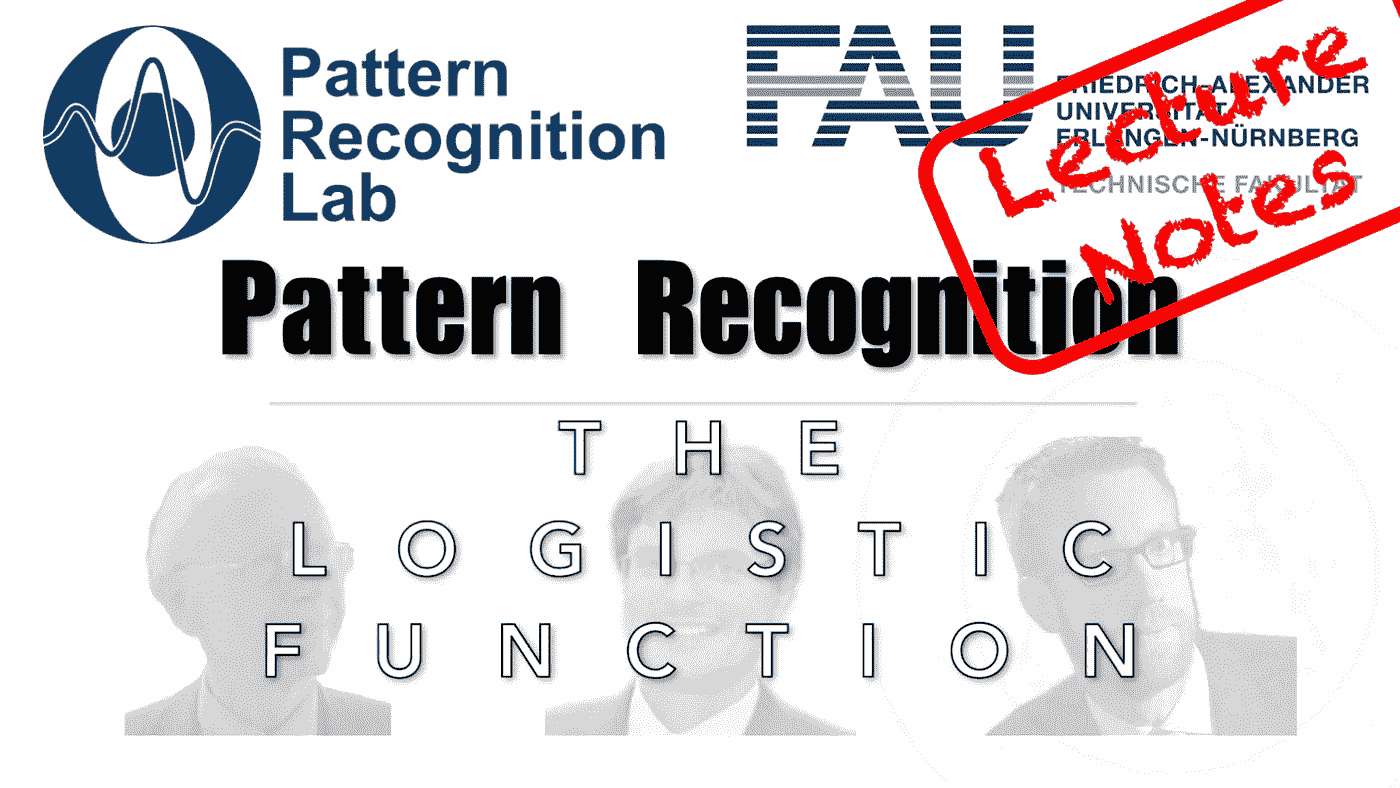 Pattern
Recognition
Lab
FAU
FRIEDRICH-ALEXANDER
UNIVERSITÄT
ERLANGEN-NÜRNBERG
TECHNISCHE FAKULTÄT
Lecture
Notes
Pattern Recognition
THE
LOGISTIC
FUNCTION